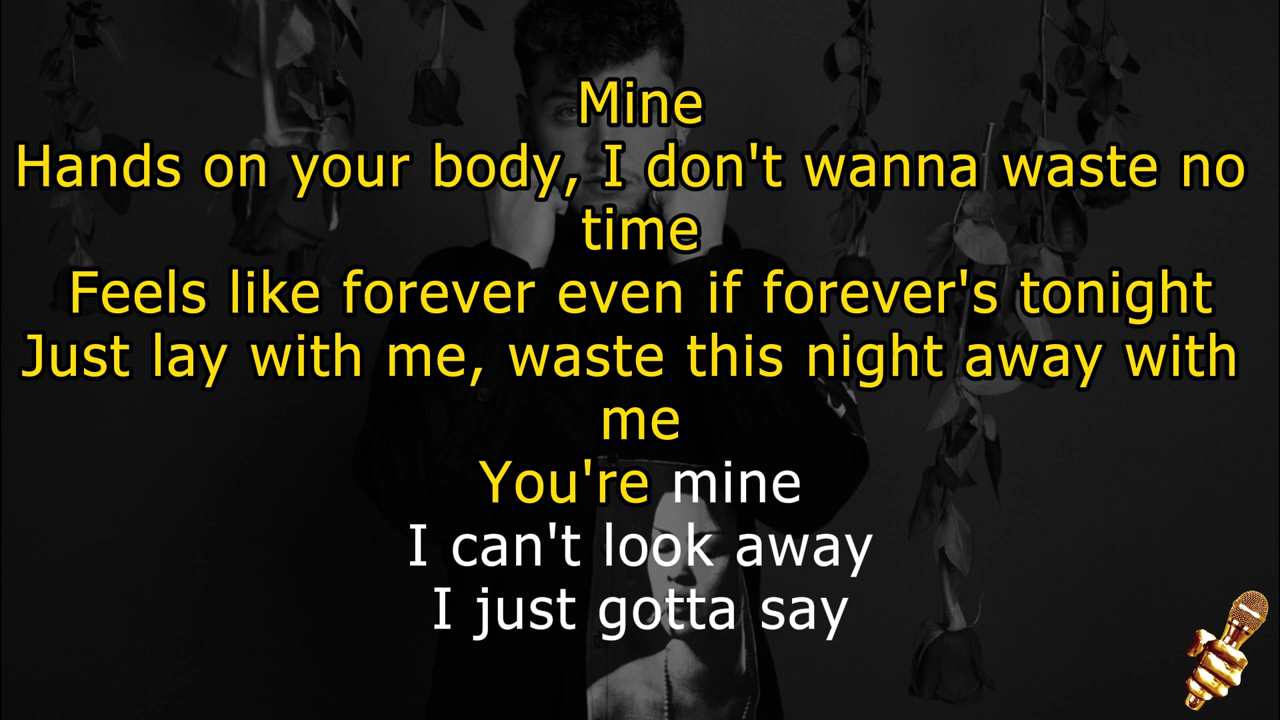 Mine
Hands on your body, I don't wanna waste no
time
Feels like forever even if forever's tonight
Just lay with me, waste this night away with
me
You're mine
I can't look away
I just gotta say